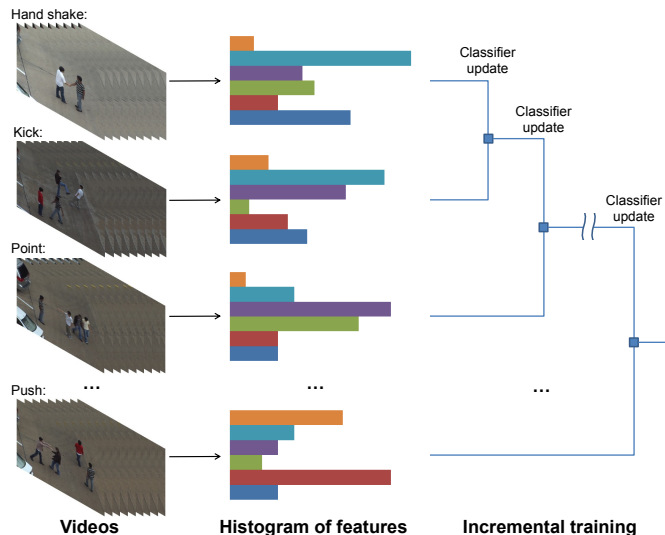 Hand shake:
Classifier
update
Classifier
update
Kick:
Classifier
update
Point:
... ... ...
Push:
Videos Histogram of features Incremental training